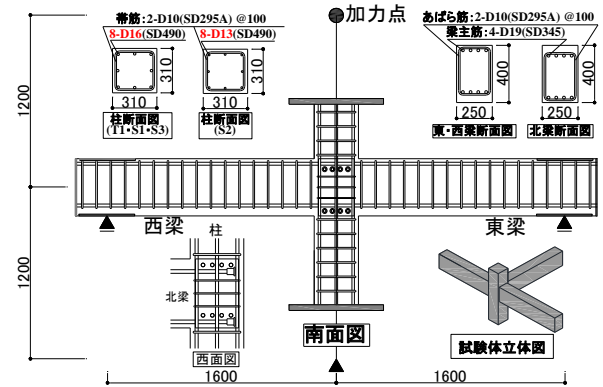 帯筋:2-D10(SD295A) @100
8-D16(SD490)
8-D13(SD490)
310
310
310
310
柱断面図
(T1・S1・S3)
柱断面図
(S2)
加力点
あばら筋:2-D10(SD295A) @100
梁主筋:4-D19(SD345)
400
400
250
250
東・西梁断面図
北梁断面図
1200
1200
西梁
東梁
柱
北梁
西面図
南面図
試験体立体図
1600
1600